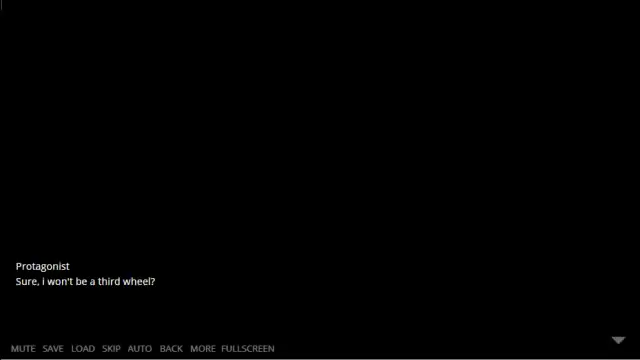 Protagonist
Sure, i won't be a third wheel?
MUTE SAVE LOAD SKIP AUTO BACK MORE FULLSCREEN